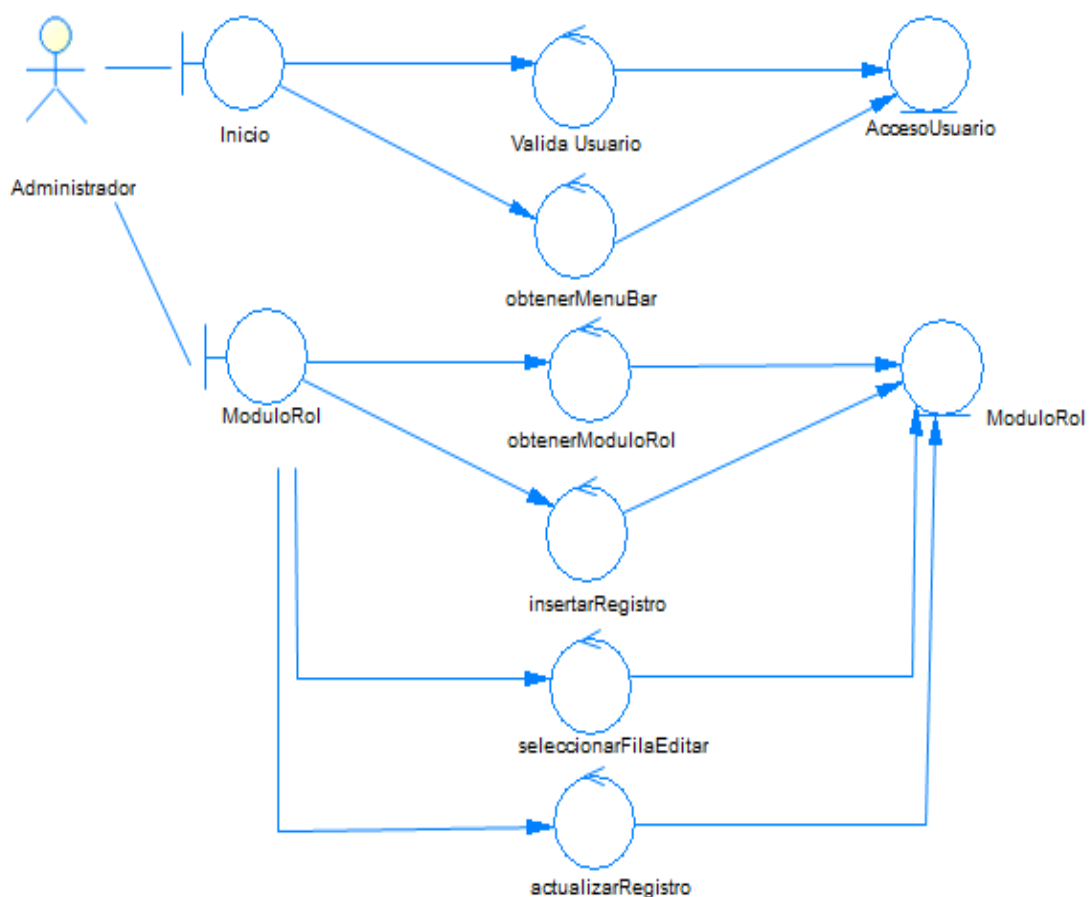 Inicio
Valida Usuario
AccesoUsuario
Administrador
obtenerMenuBar
ModuloRol
obtenerModuloRol
ModuloRol
insertarRegistro
seleccionarFilaEditar
actualizarRegistro